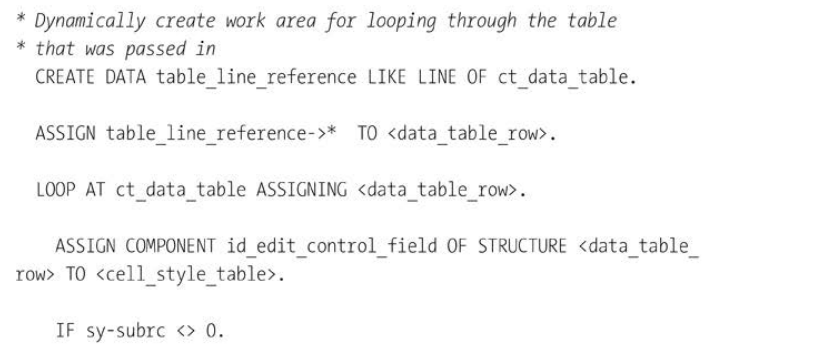 * Dynamically create work area for looping through the table
* that was passed in
CREATE DATA table_line_reference LIKE LINE OF ct_data_table.
ASSIGN table_line_reference->*  TO <data_table_row>.
LOOP AT ct_data_table ASSIGNING <data_table_row>.
ASSIGN COMPONENT id_edit_control_field OF STRUCTURE <data_table_
row> TO <cell_style_table>.
IF sy-subrc <> 0.